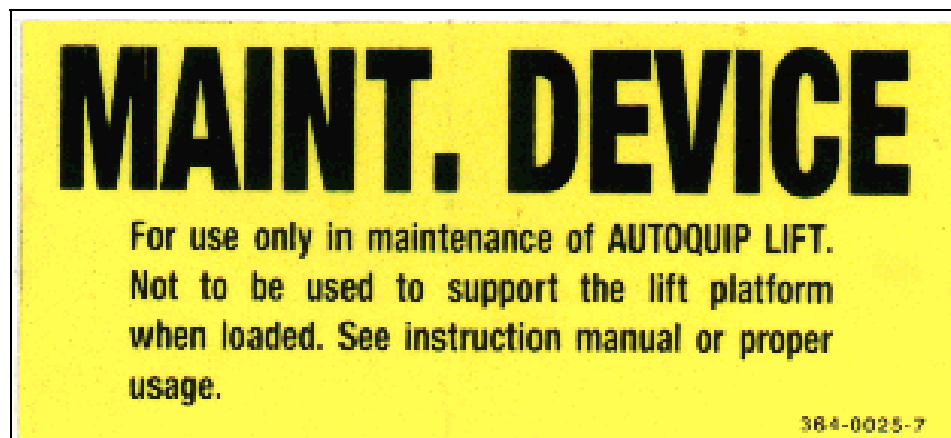 MAINT. DEVICE
For use only in maintenance of AUTOQUIP LIFT.
Not to be used to support the lift platform
when loaded. See instruction manual or proper
usage.
364-0025-7